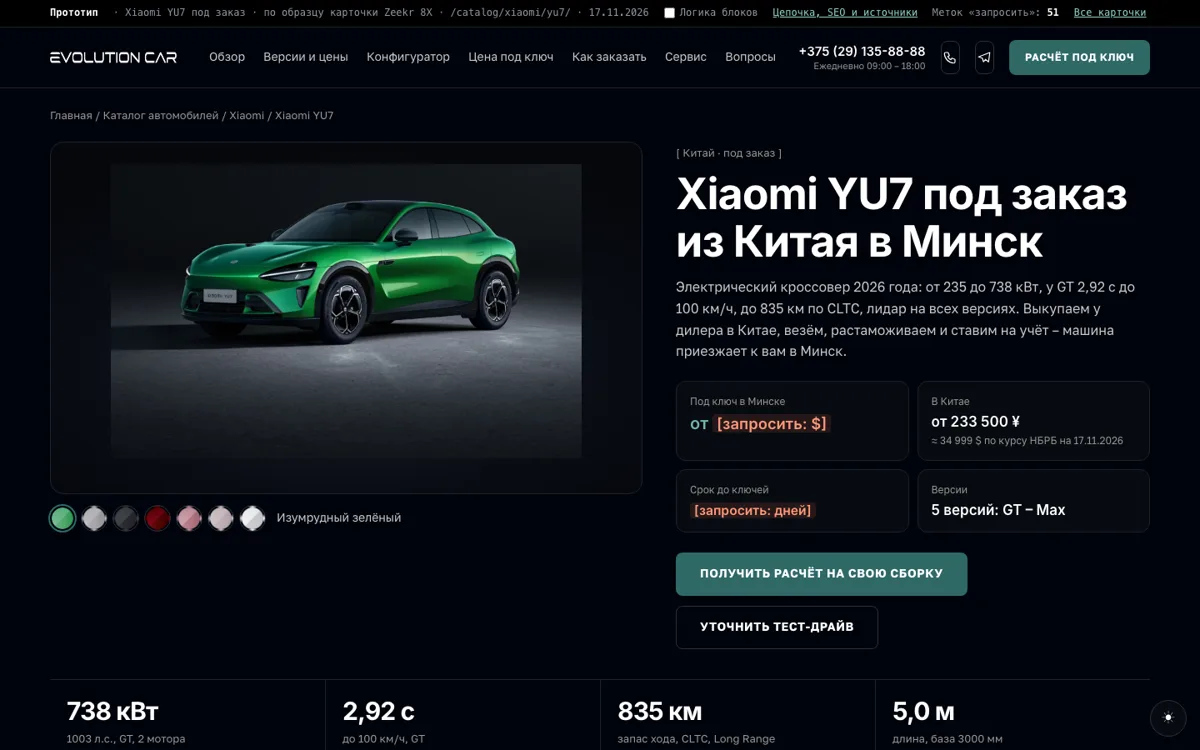 Прототип · Xiaomi YU7 под заказ · по образцу карточки Zeekr 8X · /catalog/xiaomi/yu7/ · 17.11.2026 Логика блоков Цепочка, SEO и источники Меток «запросить»: 51 Все карточки
EVOLUTION CAR Обзор Версии и цены Конфигуратор Цена под ключ Как заказать Сервис Вопросы +375 (29) 135-88-88 РАСЧЁТ ПОД КЛЮЧ
Ежедневно 09:00 – 18:00
Главная / Каталог автомобилей / Xiaomi / Xiaomi YU7
[ Китай · под заказ ]
Xiaomi YU7 под заказ
из Китая в Минск
Электрический кроссовер 2026 года: от 235 до 738 кВт, у GT 2,92 с до
100 км/ч, до 835 км по CLTC, лидар на всех версиях. Выкупаем у
дилера в Китае, везём, растаможиваем и ставим на учёт – машина
приезжает к вам в Минск.
Под ключ в Минске
от [запросить: $]
В Китае
от 233 500 ¥
≈ 34 999 $ по курсу НБРБ на 17.11.2026
Срок до ключей
[запросить: дней]
Версии
5 версий: GT – Max
Изумрудный зелёный
ПОЛУЧИТЬ РАСЧЁТ НА СВОЮ СБОРКУ
УТОЧНИТЬ ТЕСТ-ДРАЙВ
738 кВт
1003 л.с., GT, 2 мотора
2,92 с
до 100 км/ч, GT
835 км
запас хода, CLTC, Long Range
5,0 м
длина, база 3000 мм